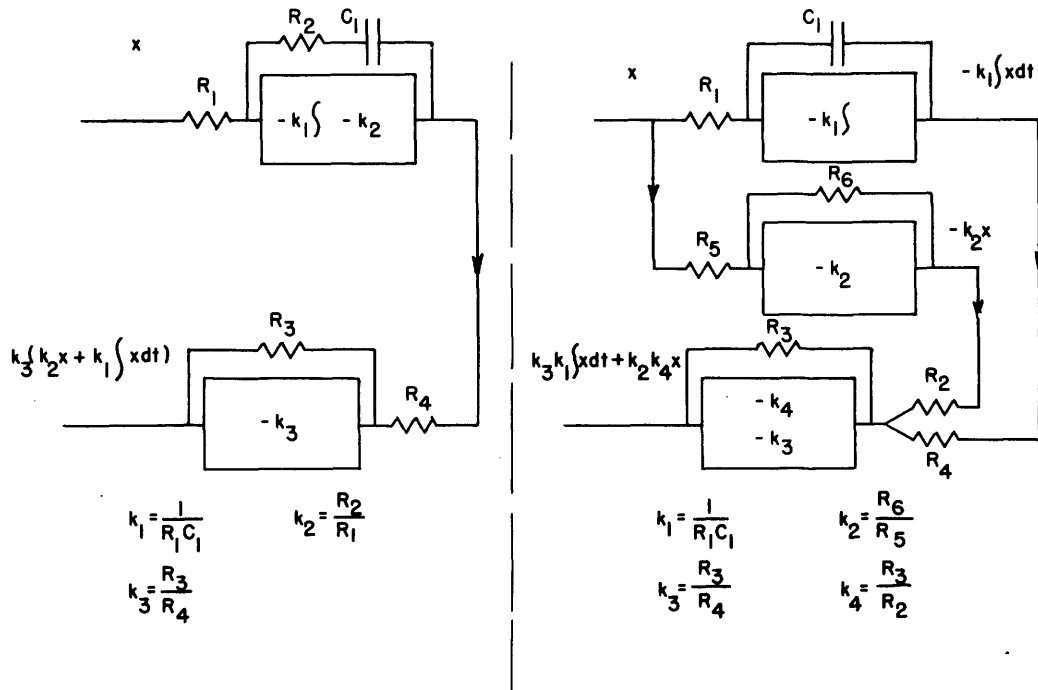 x
R₂
C₁
R₁
- k₁∫ - k₂
k₃(k₂x + k₁∫xdt)
R₃
R₄
- k₃
k₁ = 1/R₁C₁
k₂ = R₂/R₁
k₃ = R₃/R₄
x
C₁
- k₁∫xdt
R₁
- k₁∫
R₆
- k₂x
R₅
- k₂
k₃k₁∫xdt + k₂k₄x
R₃
R₂
- k₄
- k₃
R₄
k₁ = 1/R₁C₁
k₂ = R₆/R₅
k₃ = R₃/R₄
k₄ = R₃/R₂